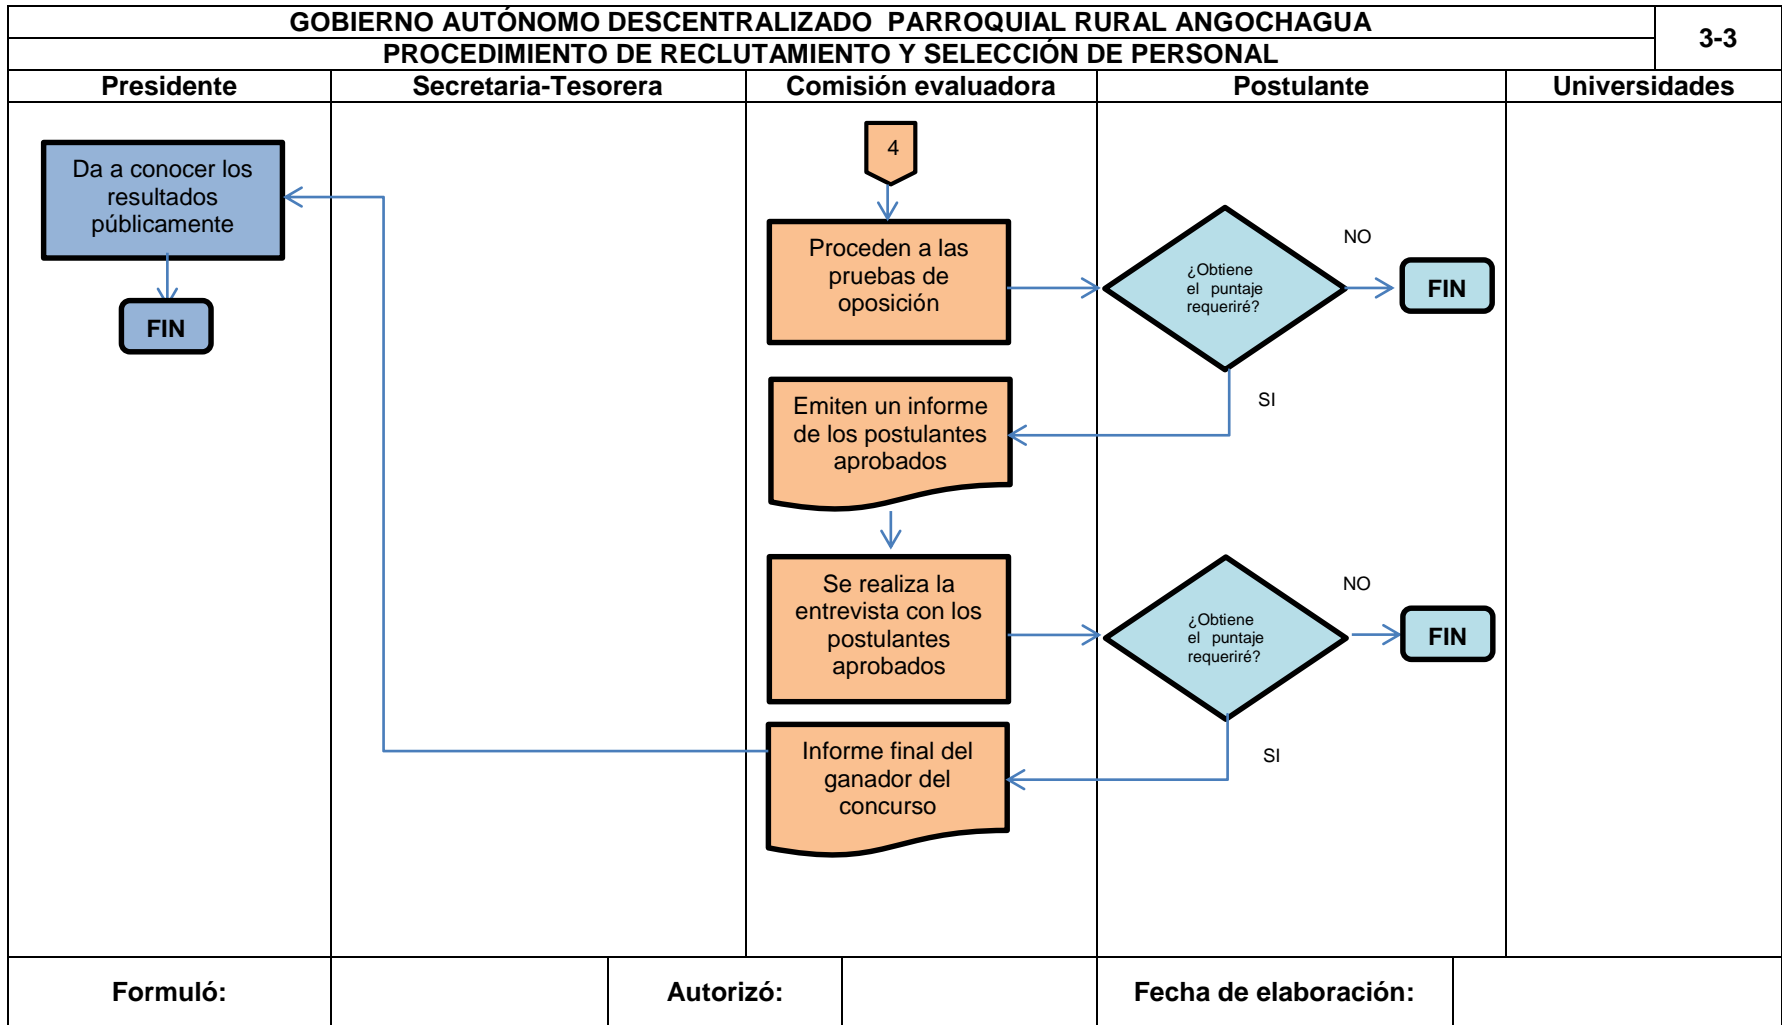 GOBIERNO AUTÓNOMO DESCENTRALIZADO PARROQUIAL RURAL ANGOCHAGUA
3-3
PROCEDIMIENTO DE RECLUTAMIENTO Y SELECCIÓN DE PERSONAL
Presidente
Secretaria-Tesorera
Comisión evaluadora
Postulante
Universidades
Da a conocer los
resultados
públicamente
FIN
4
Proceden a las
pruebas de
oposición
¿Obtiene
el puntaje
requeriré?
NO
FIN
SI
Emiten un informe
de los postulantes
aprobados
Se realiza la
entrevista con los
postulantes
aprobados
¿Obtiene
el puntaje
requeriré?
NO
FIN
SI
Informe final del
ganador del
concurso
Formuló:
Autorizó:
Fecha de elaboración: